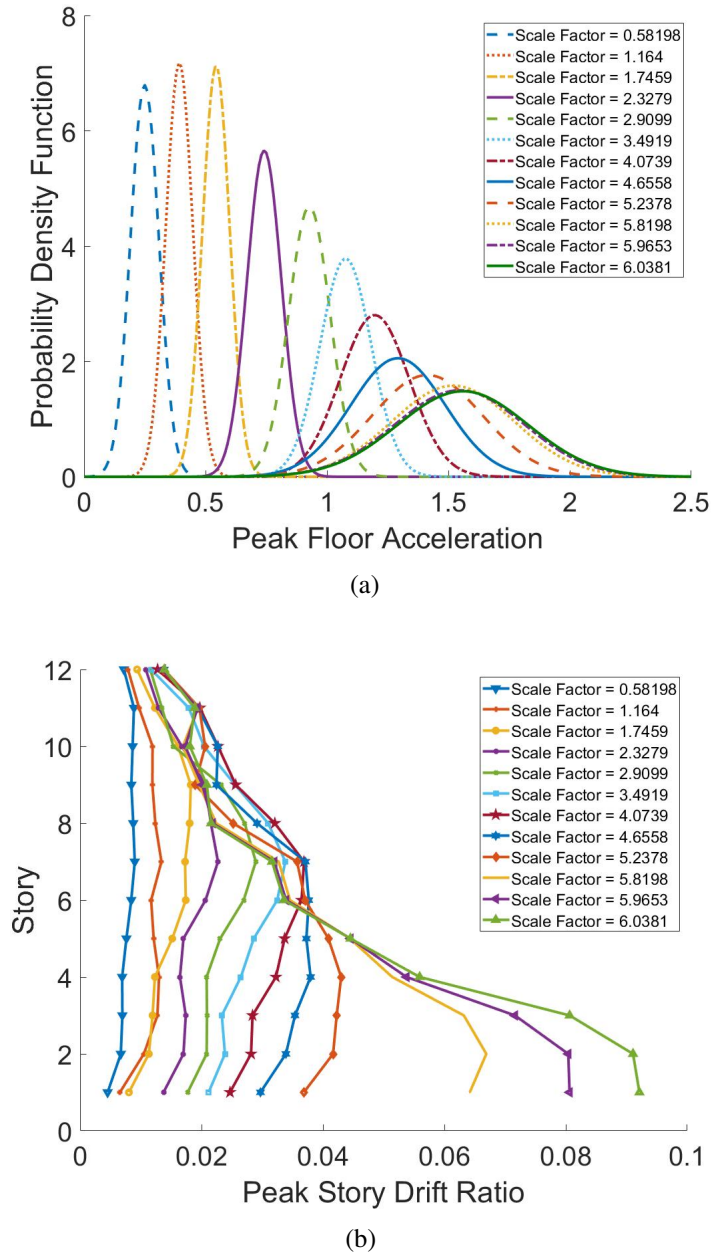 8
6
4
2
0
Probability Density Function
Scale Factor = 0.58198
Scale Factor = 1.164
Scale Factor = 1.7459
Scale Factor = 2.3279
Scale Factor = 2.9099
Scale Factor = 3.4919
Scale Factor = 4.0739
Scale Factor = 4.6558
Scale Factor = 5.2378
Scale Factor = 5.8198
Scale Factor = 5.9653
Scale Factor = 6.0381
0 0.5 1 1.5 2 2.5
Peak Floor Acceleration
(a)
12
10
8
6
4
2
0
Story
Scale Factor = 0.58198
Scale Factor = 1.164
Scale Factor = 1.7459
Scale Factor = 2.3279
Scale Factor = 2.9099
Scale Factor = 3.4919
Scale Factor = 4.0739
Scale Factor = 4.6558
Scale Factor = 5.2378
Scale Factor = 5.8198
Scale Factor = 5.9653
Scale Factor = 6.0381
0 0.02 0.04 0.06 0.08 0.1
Peak Story Drift Ratio
(b)